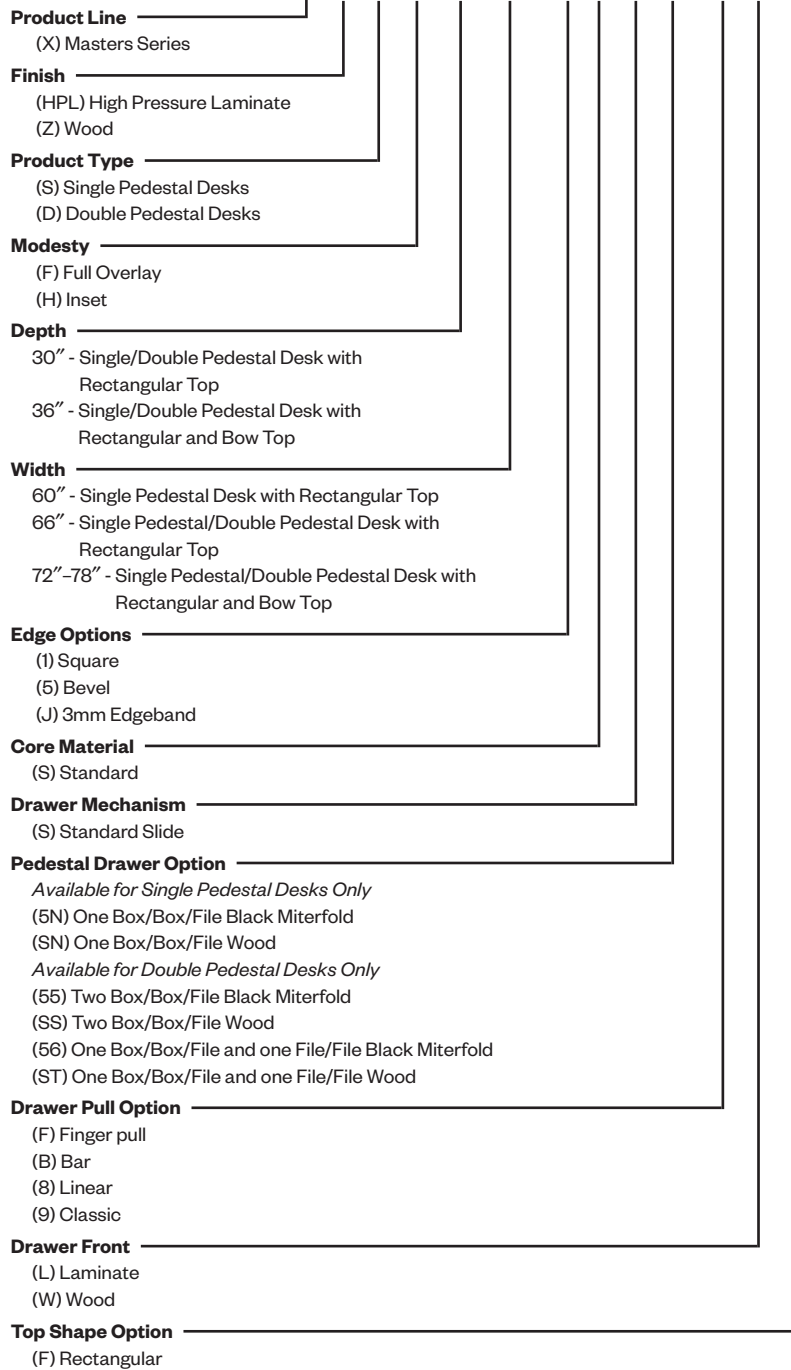 Product Line
(X) Masters Series
Finish
(HPL) High Pressure Laminate
(Z) Wood
Product Type
(S) Single Pedestal Desks
(D) Double Pedestal Desks
Modesty
(F) Full Overlay
(H) Inset
Depth
30″ - Single/Double Pedestal Desk with
Rectangular Top
36″ - Single/Double Pedestal Desk with
Rectangular and Bow Top
Width
60″ - Single Pedestal Desk with Rectangular Top
66″ - Single Pedestal/Double Pedestal Desk with
Rectangular Top
72″–78″ - Single Pedestal/Double Pedestal Desk with
Rectangular and Bow Top
Edge Options
(1) Square
(5) Bevel
(J) 3mm Edgeband
Core Material
(S) Standard
Drawer Mechanism
(S) Standard Slide
Pedestal Drawer Option
Available for Single Pedestal Desks Only
(5N) One Box/Box/File Black Miterfold
(SN) One Box/Box/File Wood
Available for Double Pedestal Desks Only
(55) Two Box/Box/File Black Miterfold
(SS) Two Box/Box/File Wood
(56) One Box/Box/File and one File/File Black Miterfold
(ST) One Box/Box/File and one File/File Wood
Drawer Pull Option
(F) Finger pull
(B) Bar
(8) Linear
(9) Classic
Drawer Front
(L) Laminate
(W) Wood
Top Shape Option
(F) Rectangular